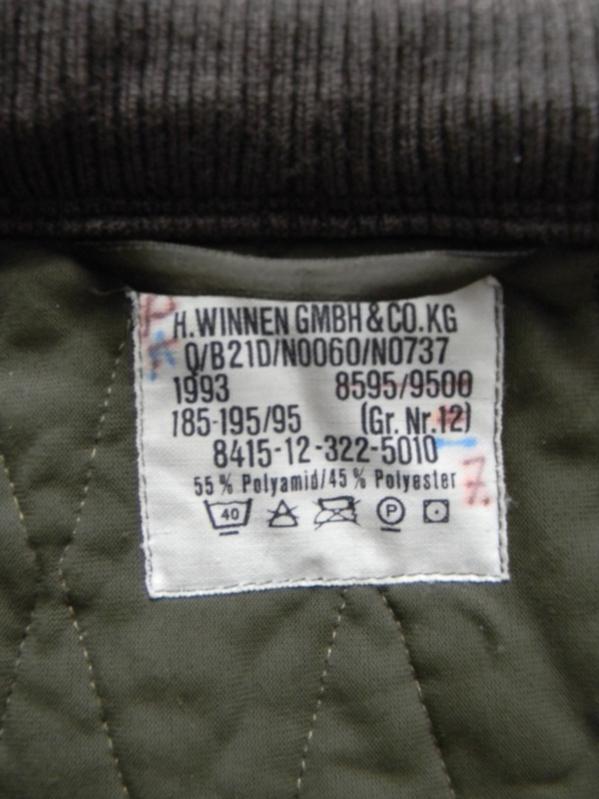 H.WINNEN GMBH & CO.KG
Q/B21D/N0060/N0737
1993 8595/9500
185-195/95 (Gr. Nr. 12)
8415-12-322-5010
7.
55% Polyamid/45% Polyester
40 P